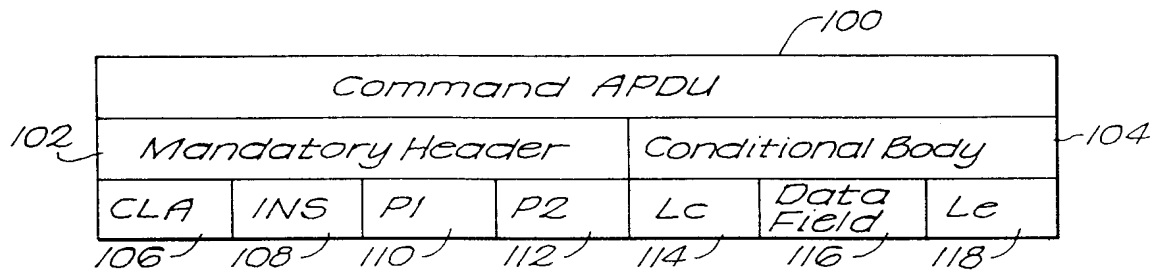 100
Command APDU
102 Mandatory Header Conditional Body 104
CLA INS P1 P2 Lc Data Field Le
106 108 110 112 114 116 118